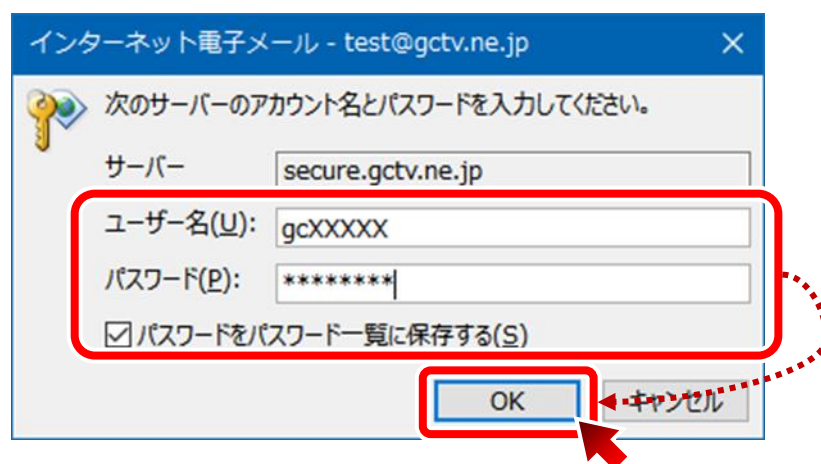 インターネット電子メール - test@gctv.ne.jp
次のサーバーのアカウント名とパスワードを入力してください。
サーバー secure.gctv.ne.jp
ユーザー名(U): gcXXXXX
パスワード(P): ********
パスワードをパスワード一覧に保存する(S)
OK キャンセル